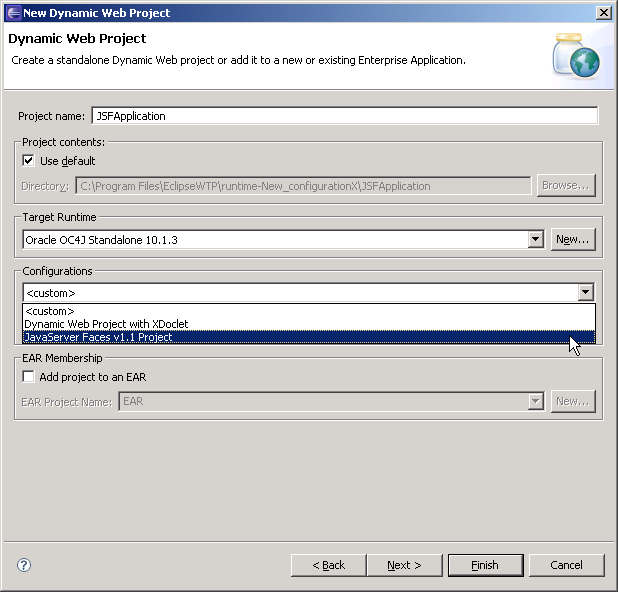 New Dynamic Web Project
Dynamic Web Project
Create a standalone Dynamic Web project or add it to a new or existing Enterprise Application.
Project name: JSFApplication
Project contents:
Use default
Directory: C:\Program Files\EclipseWTP\runtime-New_configurationX\JSFApplication Browse...
Target Runtime
Oracle OC4J Standalone 10.1.3 New...
Configurations
<custom>
<custom>
Dynamic Web Project with XDoclet
JavaServer Faces v1.1 Project
EAR Membership
Add project to an EAR
EAR Project Name: EAR New...
? < Back Next > Finish Cancel